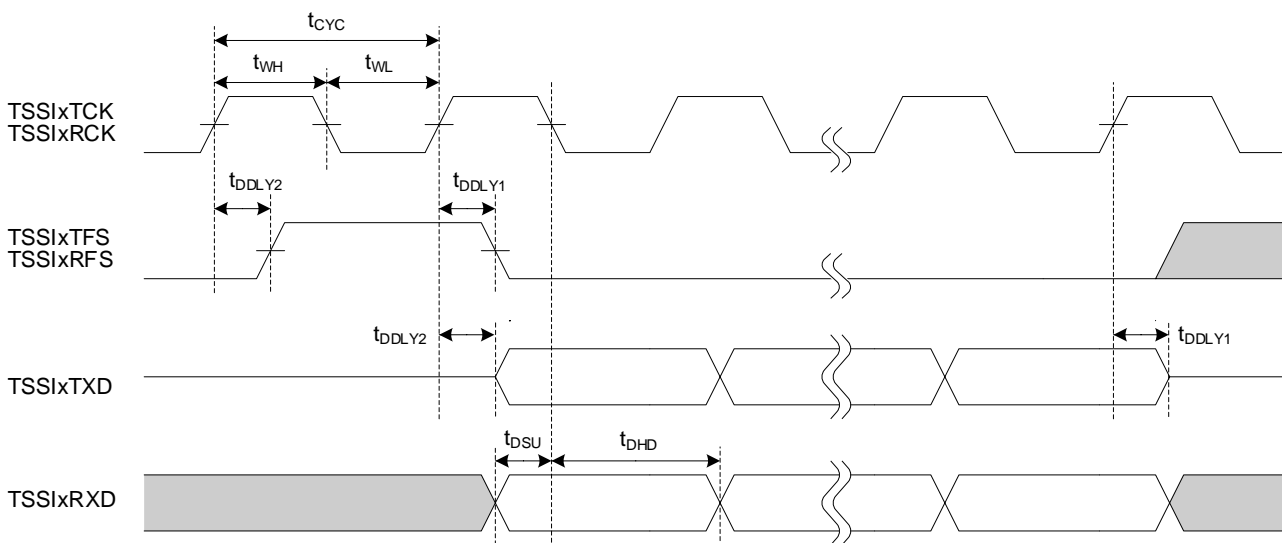 tCYC
tWH
tWL
TSSIxTCK
TSSIxRCK
tDDLY2
tDDLY1
TSSIxTFS
TSSIxRFS
tDDLY2
tDDLY1
TSSIxTXD
tDSU
tDHD
TSSIxRXD